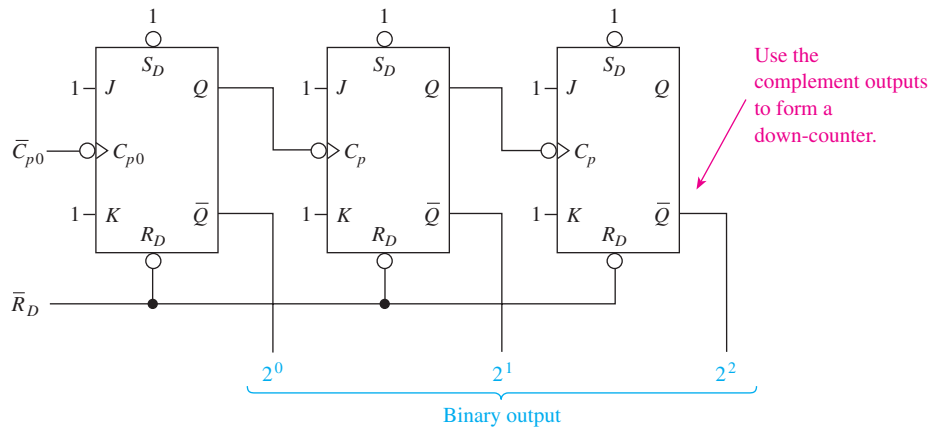 1 1 1
S_D S_D S_D
Use the
complement outputs
to form a
down-counter.
1 J Q 1 J Q 1 J Q
C̅_p0 C_p0 C_p C_p
1 K Q̅ 1 K Q̅ 1 K Q̅
R_D R_D R_D
R̅_D
2^0 2^1 2^2
Binary output